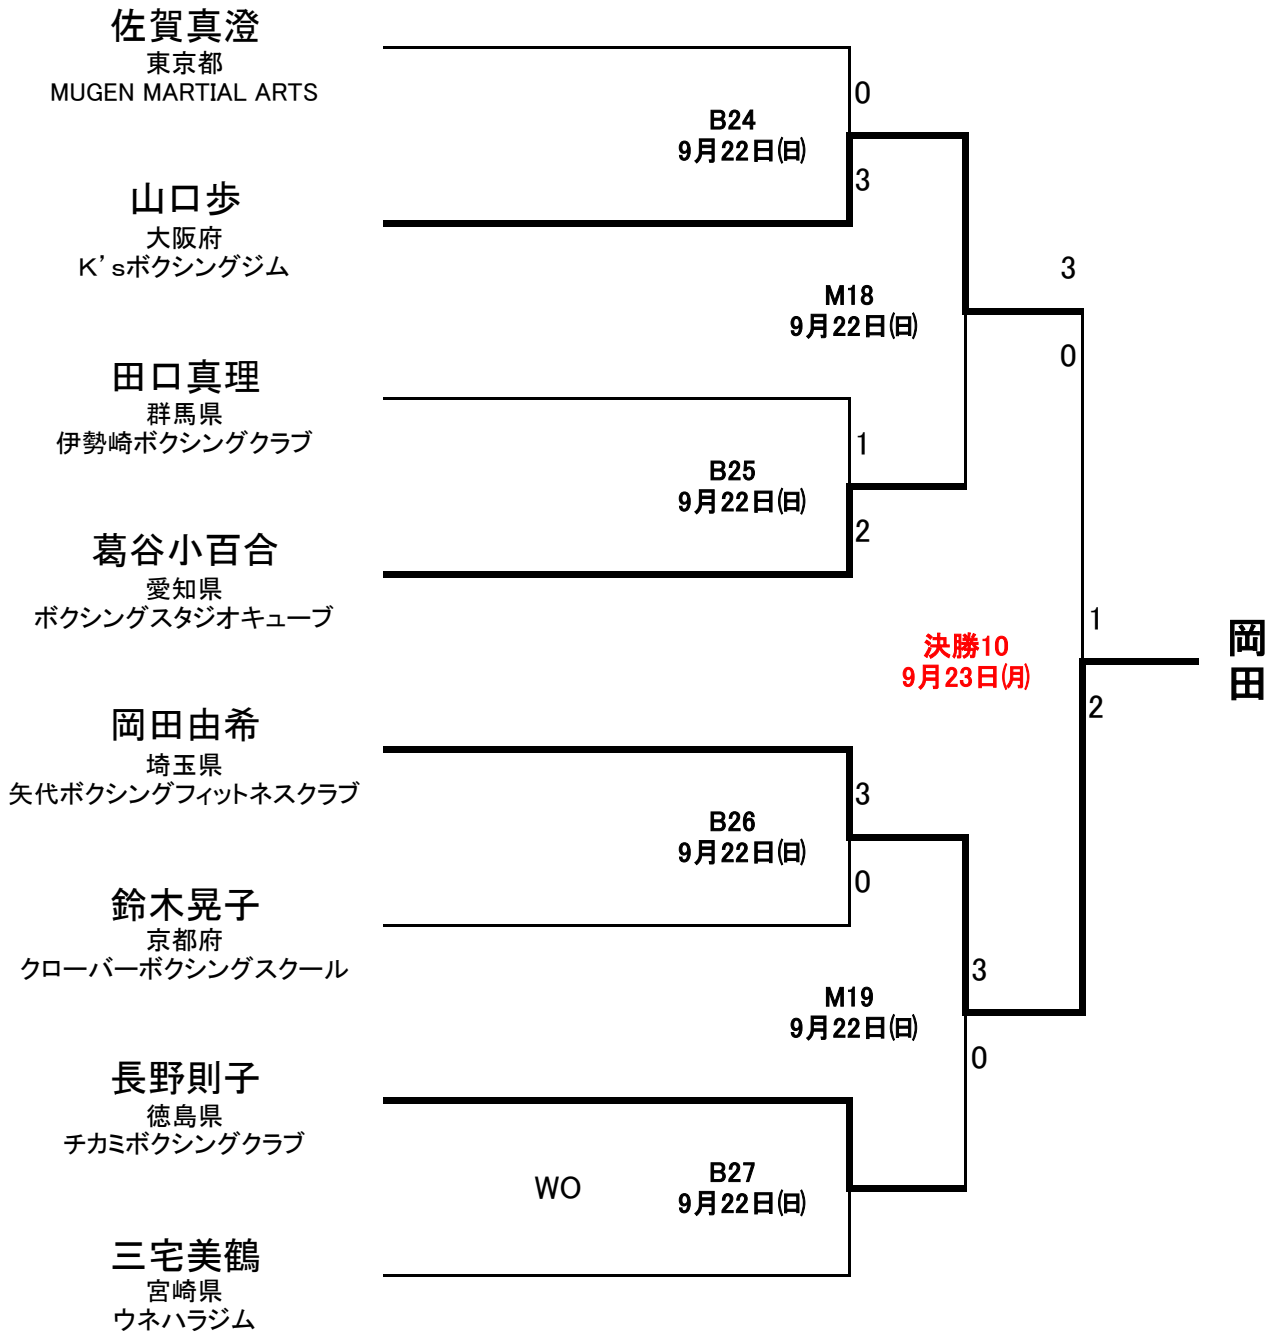 佐賀真澄
東京都
MUGEN MARTIAL ARTS
0
B24
9月22日(日)
3
山口歩
大阪府
K’sボクシングジム
3
M18
9月22日(日)
0
田口真理
群馬県
伊勢崎ボクシングクラブ
1
B25
9月22日(日)
2
葛谷小百合
愛知県
ボクシングスタジオキューブ
1
決勝10
9月23日(月)
2
岡田
岡田由希
埼玉県
矢代ボクシングフィットネスクラブ
3
B26
9月22日(日)
0
鈴木晃子
京都府
クローバーボクシングスクール
3
M19
9月22日(日)
0
長野則子
徳島県
チカミボクシングクラブ
WO
B27
9月22日(日)
三宅美鶴
宮崎県
ウネハラジム